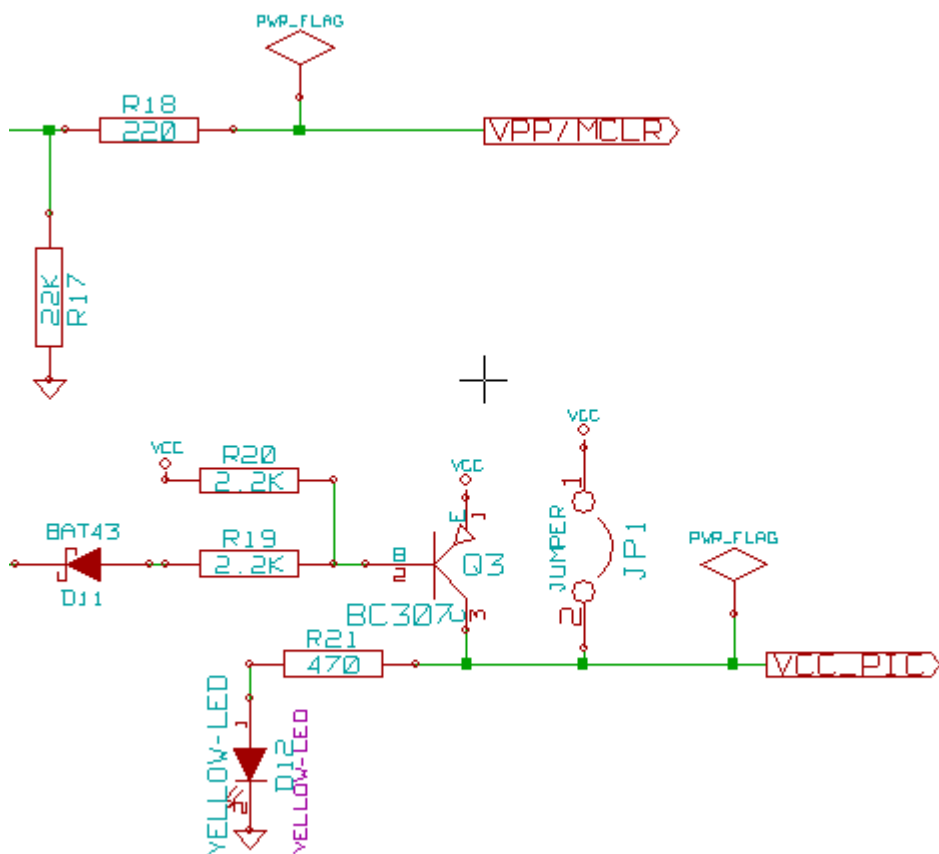 PWR_FLAG
R18
220
VPP/MCLR
22K
R17
VCC
R20
2.2K
VCC
VCC
1
JUMPER
JP1
2
BAT43
D11
R19
2.2K
B
2
E
1
Q3
BC307
C
3
PWR_FLAG
R21
470
VCC_PIC
1
YELLOW-LED
D12
YELLOW-LED
2